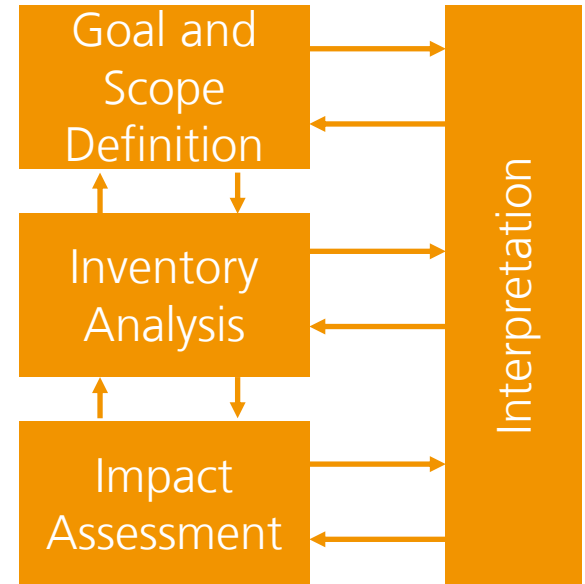 Goal and
Scope
Definition
Inventory
Analysis
Impact
Assessment
Interpretation